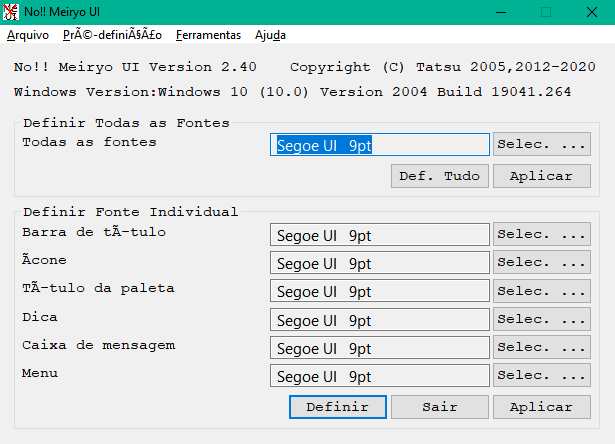 No!! Meiryo UI
Arquivo PrÃ©-definiÃ§Ã£o Ferramentas Ajuda
No!! Meiryo UI Version 2.40 Copyright (C) Tatsu 2005,2012-2020
Windows Version:Windows 10 (10.0) Version 2004 Build 19041.264
Definir Todas as Fontes
Todas as fontes Segoe UI 9pt Selec. ...
Def. Tudo Aplicar
Definir Fonte Individual
Barra de tÃ­tulo Segoe UI 9pt Selec. ...
Ãcone Segoe UI 9pt Selec. ...
TÃ­tulo da paleta Segoe UI 9pt Selec. ...
Dica Segoe UI 9pt Selec. ...
Caixa de mensagem Segoe UI 9pt Selec. ...
Menu Segoe UI 9pt Selec. ...
Definir Sair Aplicar